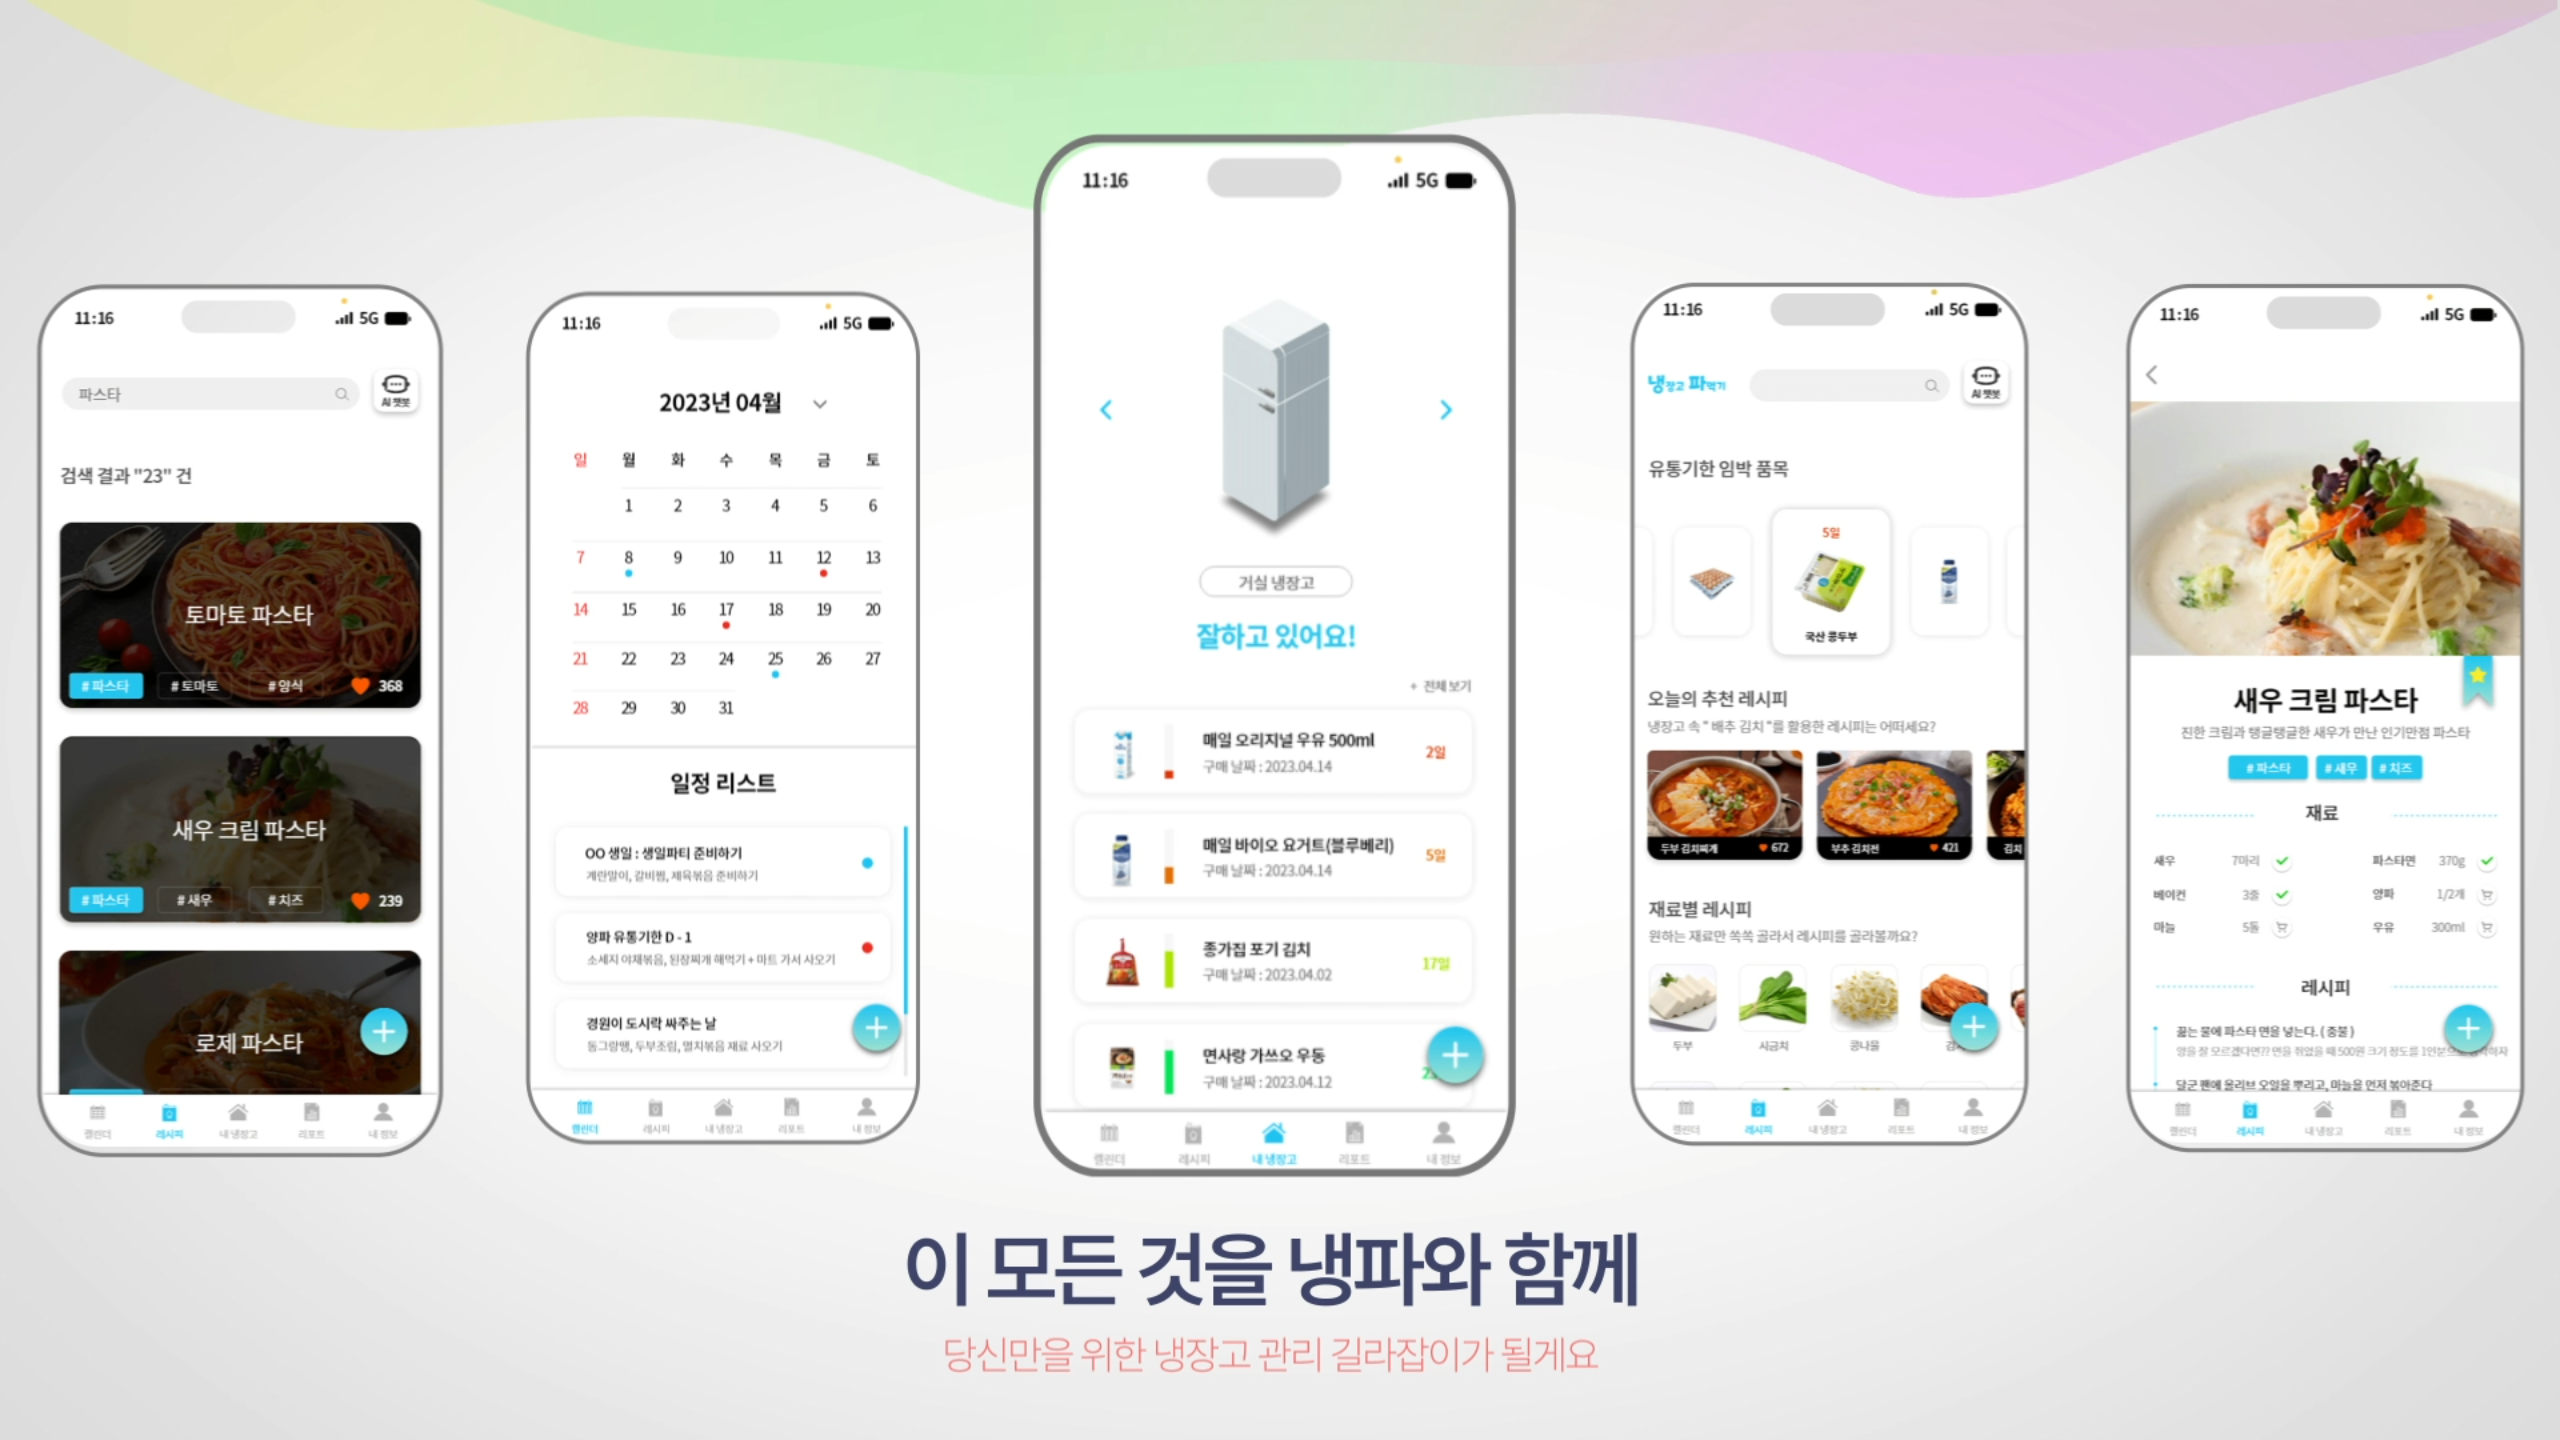 11:16
5G
파스타
AI 챗봇
검색 결과 "23" 건
토마토 파스타
# 파스타 # 토마토 # 양식 368
새우 크림 파스타
# 파스타 # 새우 # 치즈 239
로제 파스타
캘린더 레시피 내 냉장고 리포트 내 정보
11:16
5G
2023년 04월
일 월 화 수 목 금 토
1 2 3 4 5 6
7 8 9 10 11 12 13
14 15 16 17 18 19 20
21 22 23 24 25 26 27
28 29 30 31
일정 리스트
OO 생일 : 생일파티 준비하기
계란말이, 갈비찜, 제육볶음 준비하기
양파 유통기한 D - 1
소세지 야채볶음, 된장찌개 해먹기 + 마트 가서 사오기
경원이 도시락 싸주는 날
동그랑땡, 두부조림, 멸치볶음 재료 사오기
캘린더 레시피 내 냉장고 리포트 내 정보
11:16
5G
거실 냉장고
잘하고 있어요!
+ 전체 보기
매일 오리지널 우유 500ml
2일
구매 날짜 : 2023.04.14
매일 바이오 요거트(블루베리)
5일
구매 날짜 : 2023.04.14
종가집 포기 김치
17일
구매 날짜 : 2023.04.02
면사랑 가쓰오 우동
구매 날짜 : 2023.04.12
캘린더 레시피 내 냉장고 리포트 내 정보
11:16
5G
냉장고 파먹기
AI 챗봇
유통기한 임박 품목
5일
국산 콩두부
오늘의 추천 레시피
냉장고 속 " 배추 김치 "를 활용한 레시피는 어떠세요?
두부 김치찌개 672 부추 김치전 421 김치
재료별 레시피
원하는 재료만 쏙쏙 골라서 레시피를 골라볼까요?
두부 시금치 콩나물
캘린더 레시피 내 냉장고 리포트 내 정보
11:16
5G
새우 크림 파스타
진한 크림과 탱글탱글한 새우가 만난 인기만점 파스타
# 파스타 # 새우 # 치즈
재료
새우 7마리 파스타면 370g
베이컨 3줄 양파 1/2개
마늘 5톨 우유 300ml
레시피
끓는 물에 파스타 면을 넣는다. ( 중불 )
양을 잘 모르겠다면?? 면을 쥐었을 때 500원 크기 정도를 1인분으로
달군 팬에 올리브 오일을 뿌리고, 마늘을 먼저 볶아준다
캘린더 레시피 내 냉장고 리포트 내 정보
이 모든 것을 냉파와 함께
당신만을 위한 냉장고 관리 길라잡이가 될게요